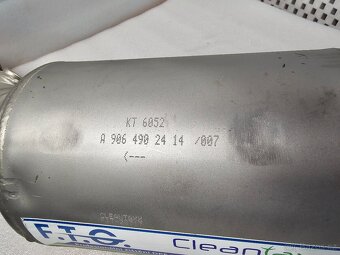 KT 6052
A 906 490 24 14 /007
<---
F.T.G. Clean